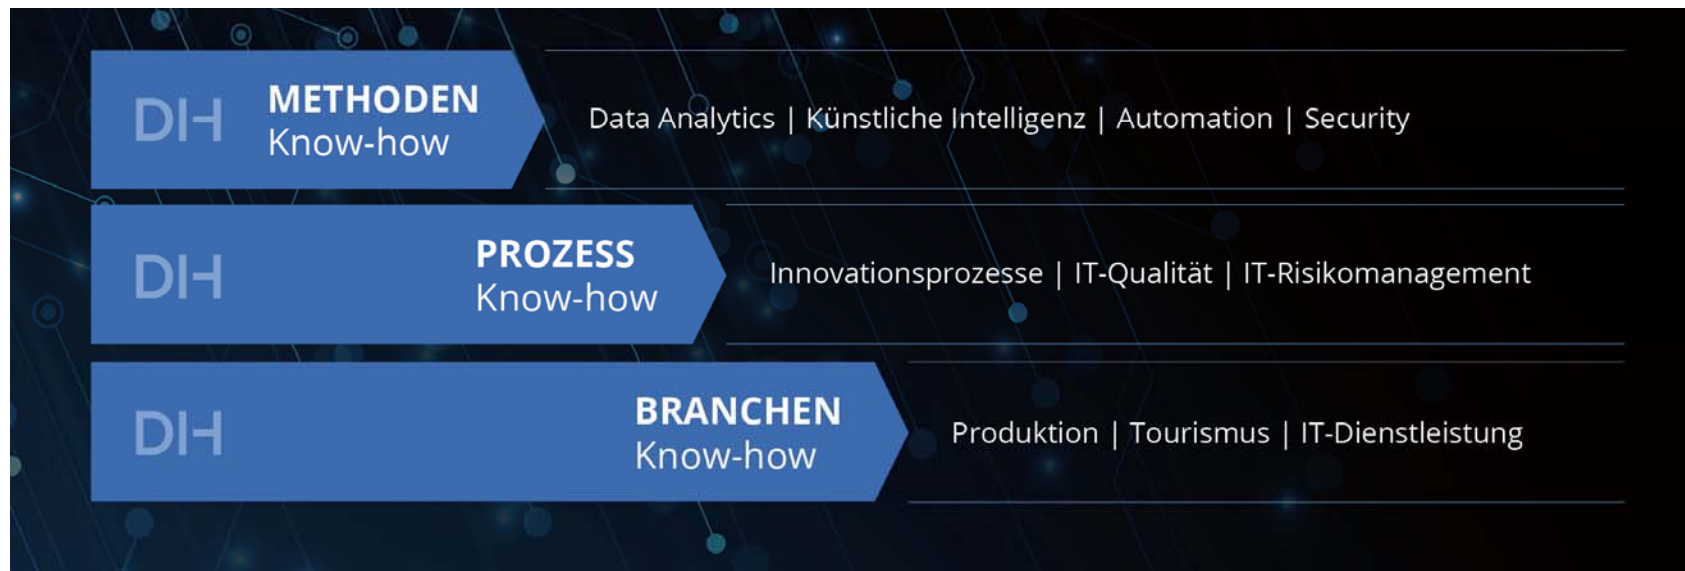 DIH
METHODEN
Know-how
Data Analytics | Künstliche Intelligenz | Automation | Security
DIH
PROZESS
Know-how
Innovationsprozesse | IT-Qualität | IT-Risikomanagement
DIH
BRANCHEN
Know-how
Produktion | Tourismus | IT-Dienstleistung